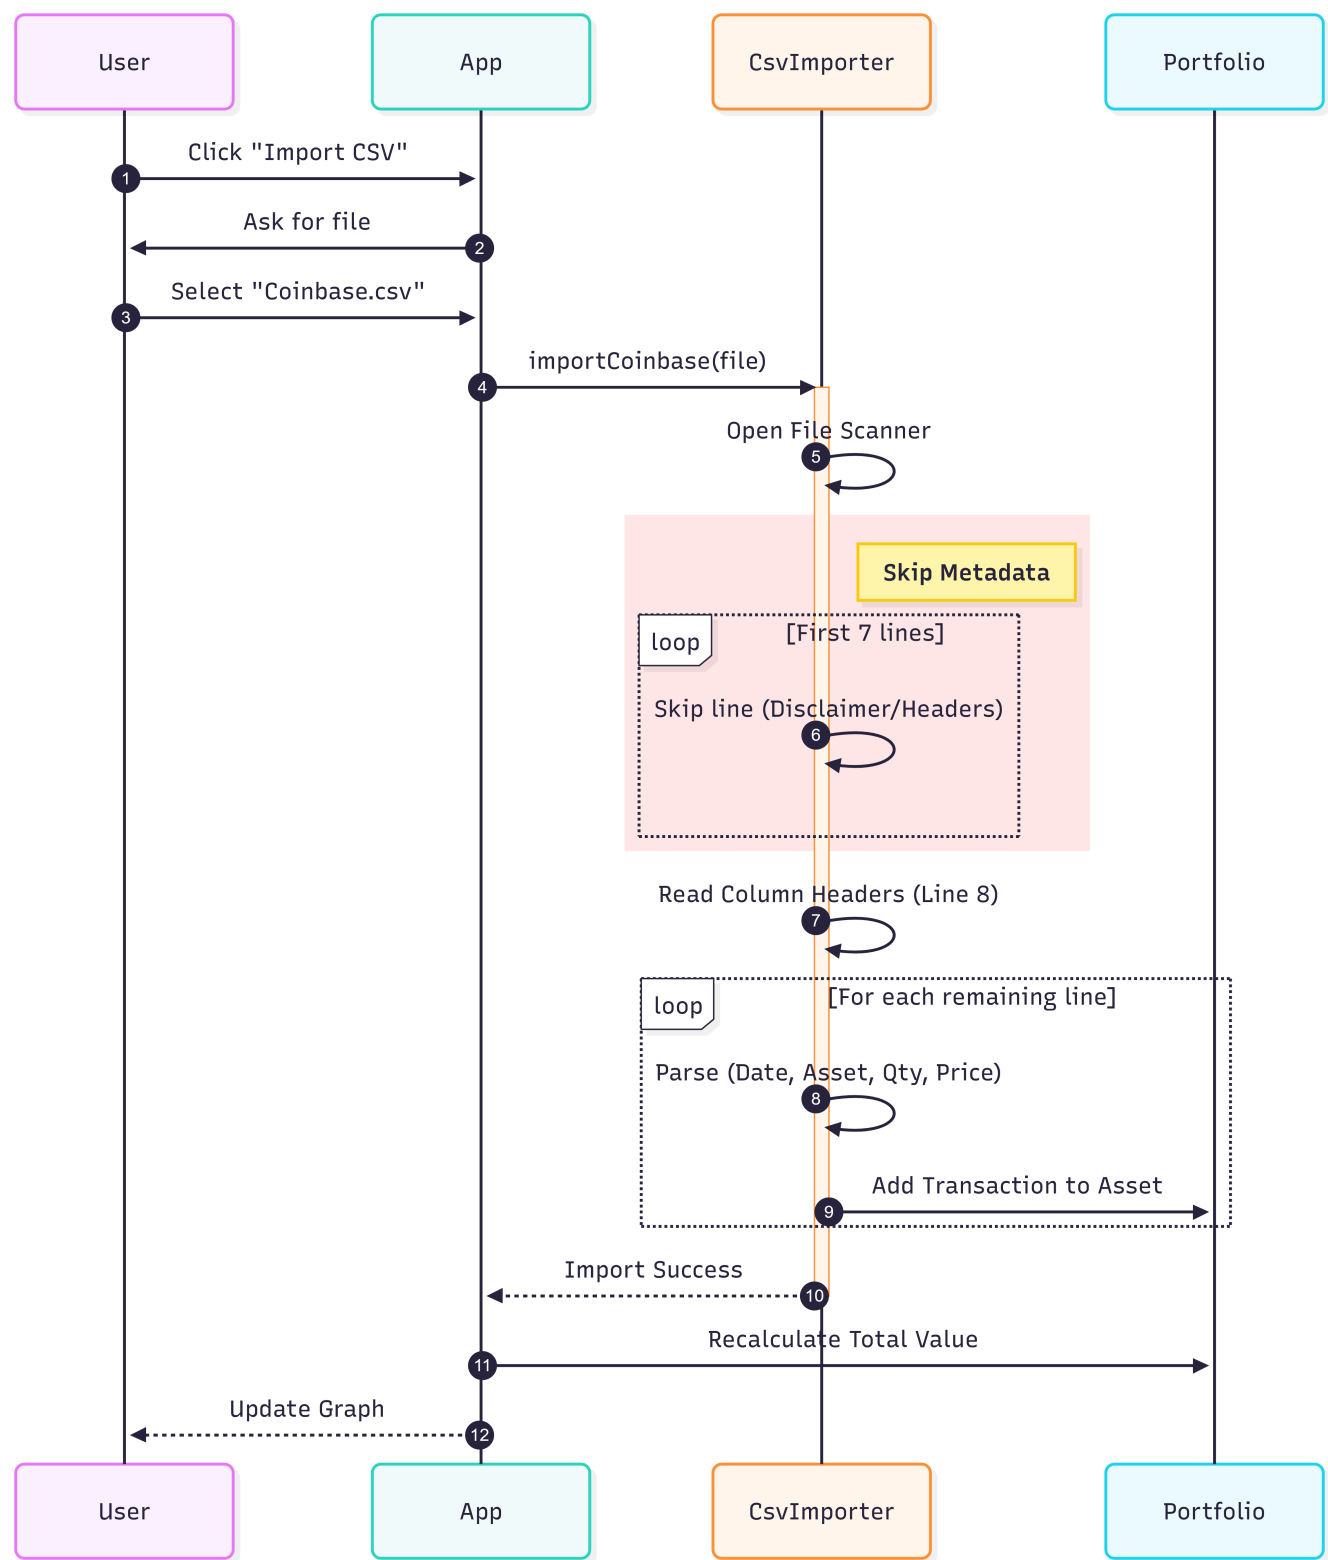 User
App
CsvImporter
Portfolio
Click "Import CSV"
1
Ask for file
2
Select "Coinbase.csv"
3
importCoinbase(file)
4
Open File Scanner
5
Skip Metadata
loop
[First 7 lines]
Skip line (Disclaimer/Headers)
6
Read Column Headers (Line 8)
7
loop
[For each remaining line]
Parse (Date, Asset, Qty, Price)
8
Add Transaction to Asset
9
Import Success
10
Recalculate Total Value
11
Update Graph
12
User
App
CsvImporter
Portfolio